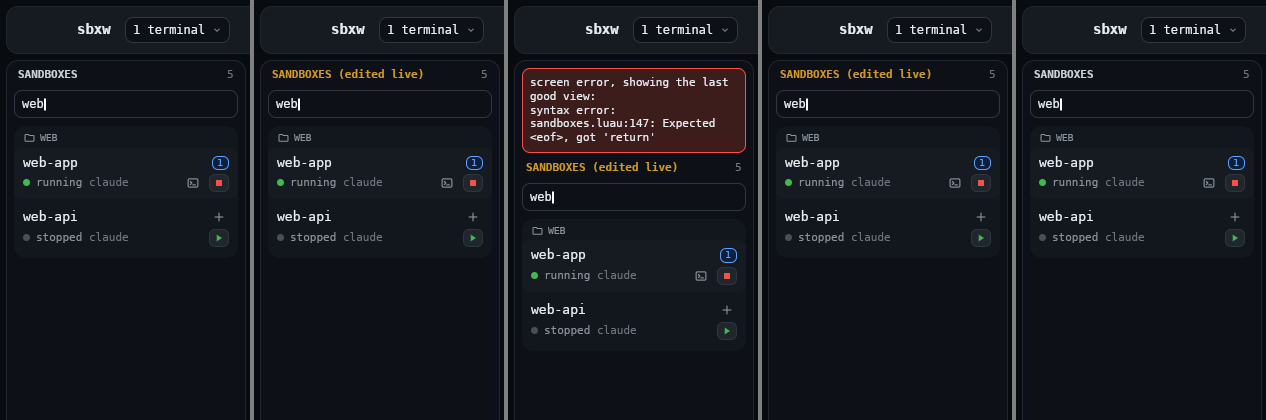 sbxw
1 terminal
SANDBOXES 5
web
WEB
web-app 1
running claude
web-api
stopped claude
sbxw
1 terminal
SANDBOXES (edited live) 5
web
WEB
web-app 1
running claude
web-api
stopped claude
sbxw
1 terminal
screen error, showing the last
good view:
syntax error:
sandboxes.luau:147: Expected
<eof>, got 'return'
SANDBOXES (edited live) 5
web
WEB
web-app 1
running claude
web-api
stopped claude
sbxw
1 terminal
SANDBOXES (edited live) 5
web
WEB
web-app 1
running claude
web-api
stopped claude
sbxw
1 terminal
SANDBOXES 5
web
WEB
web-app 1
running claude
web-api
stopped claude